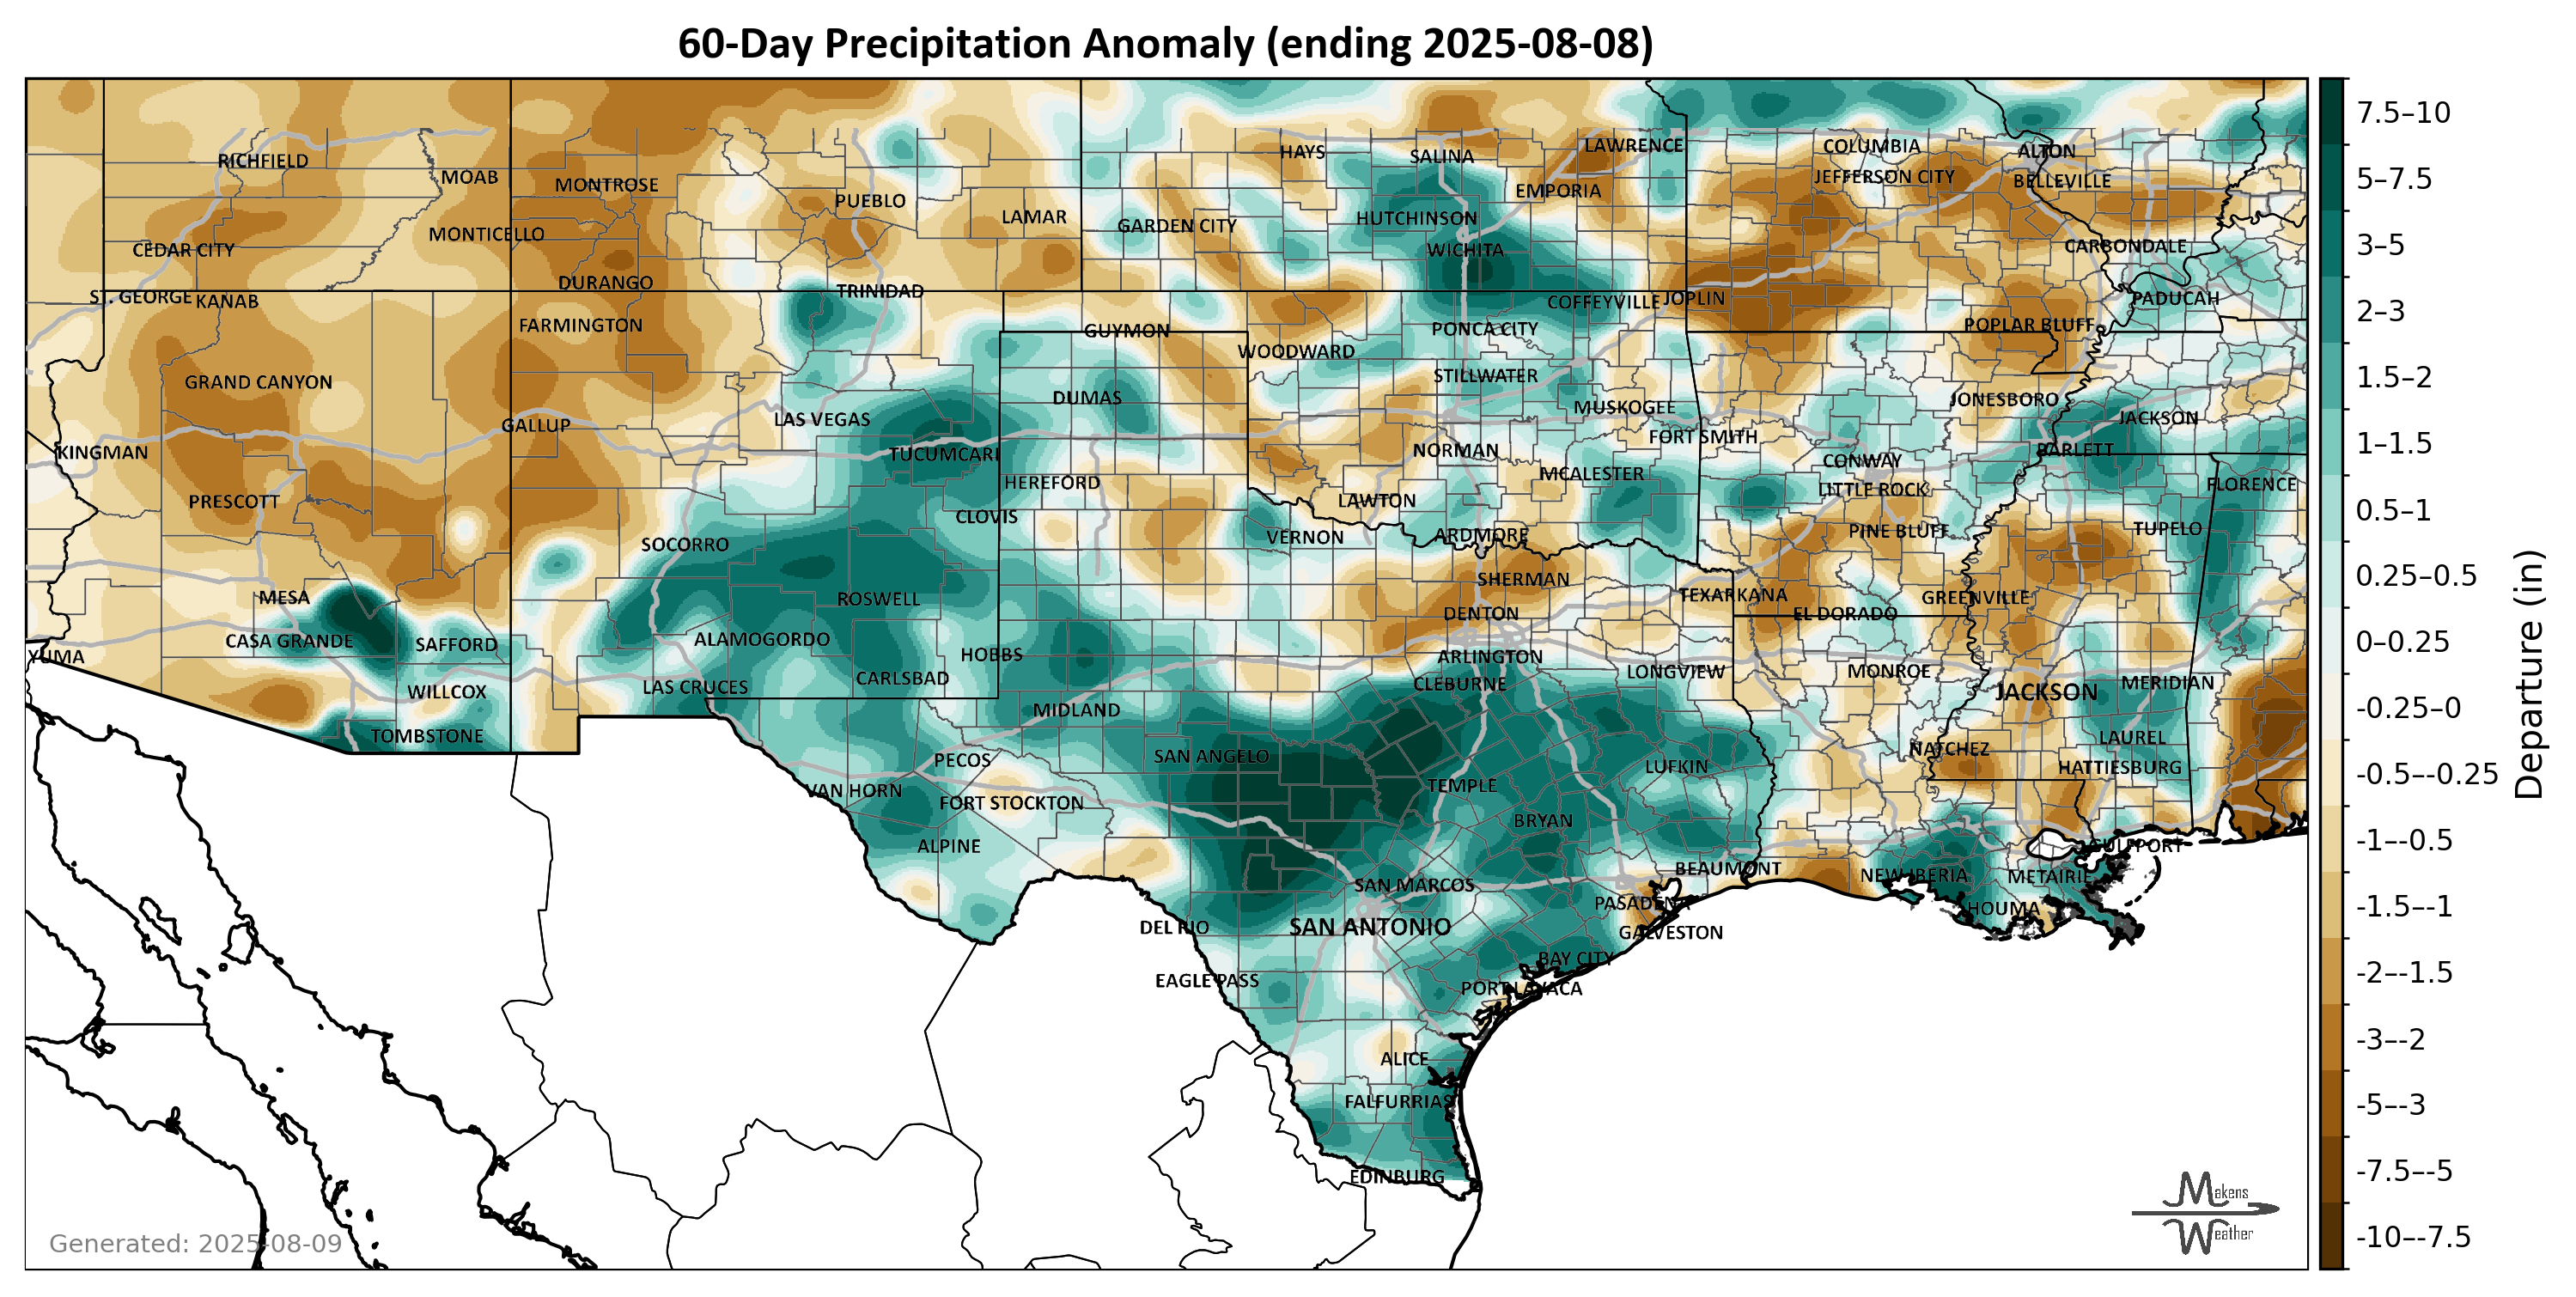 60-Day Precipitation Anomaly (ending 2025-08-08)
RICHFIELD
MOAB
MONTROSE
PUEBLO
LAMAR
HAYS
SALINA
LAWRENCE
EMPORIA
COLUMBIA
JEFFERSON CITY
ALTON
BELLEVILLE
CEDAR CITY
MONTICELLO
DURANGO
GARDEN CITY
HUTCHINSON
WICHITA
CARBONDALE
ST. GEORGE
KANAB
FARMINGTON
TRINIDAD
GUYMON
COFFEYVILLE
JOPLIN
PONCA CITY
POPLAR BLUFF
PADUCAH
WOODWARD
GRAND CANYON
DUMAS
STILLWATER
MUSKOGEE
JONESBORO
JACKSON
GALLUP
LAS VEGAS
FORT SMITH
KINGMAN
TUCUMCARI
NORMAN
BARLETT
PRESCOTT
HEREFORD
LAWTON
MCALESTER
CONWAY
LITTLE ROCK
FLORENCE
CLOVIS
SOCORRO
VERNON
ARDMORE
PINE BLUFF
TUPELO
MESA
ROSWELL
SHERMAN
TEXARKANA
GREENVILLE
DENTON
EL DORADO
CASA GRANDE
SAFFORD
ALAMOGORDO
HOBBS
ARLINGTON
YUMA
WILLCOX
LAS CRUCES
CARLSBAD
CLEBURNE
LONGVIEW
MONROE
JACKSON
MERIDIAN
TOMBSTONE
MIDLAND
SAN ANGELO
PECOS
LUFKIN
NATCHEZ
LAUREL
HATTIESBURG
VAN HORN
FORT STOCKTON
TEMPLE
BRYAN
ALPINE
GULFPORT
BEAUMONT
NEW IBERIA
METAIRIE
SAN MARCOS
PASADENA
HOUMA
DEL RIO
SAN ANTONIO
GALVESTON
BAY CITY
EAGLE PASS
PORT LAVACA
ALICE
FALFURRIAS
EDINBURG
Generated: 2025-08-09
Makens
Weather
7.5–10
5–7.5
3–5
2–3
1.5–2
1–1.5
0.5–1
0.25–0.5
0–0.25
-0.25–0
-0.5–-0.25
-1–-0.5
-1.5–-1
-2–-1.5
-3–-2
-5–-3
-7.5–-5
-10–-7.5
Departure (in)